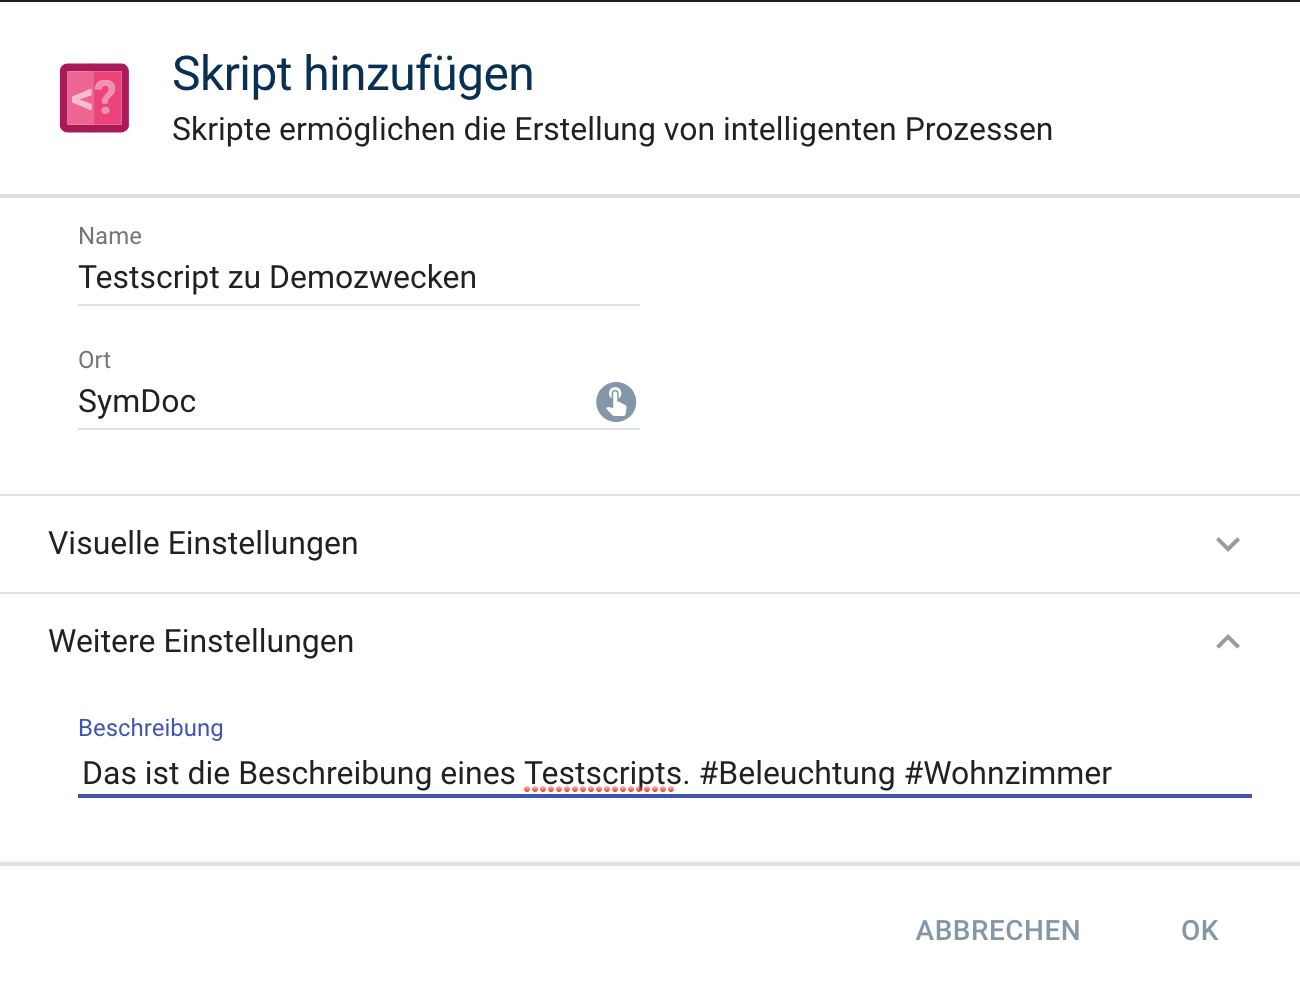 Skript hinzufügen
Skripte ermöglichen die Erstellung von intelligenten Prozessen
Name
Testscript zu Demozwecken
Ort
SymDoc
Visuelle Einstellungen
Weitere Einstellungen
Beschreibung
Das ist die Beschreibung eines Testscripts. #Beleuchtung #Wohnzimmer
ABBRECHEN OK